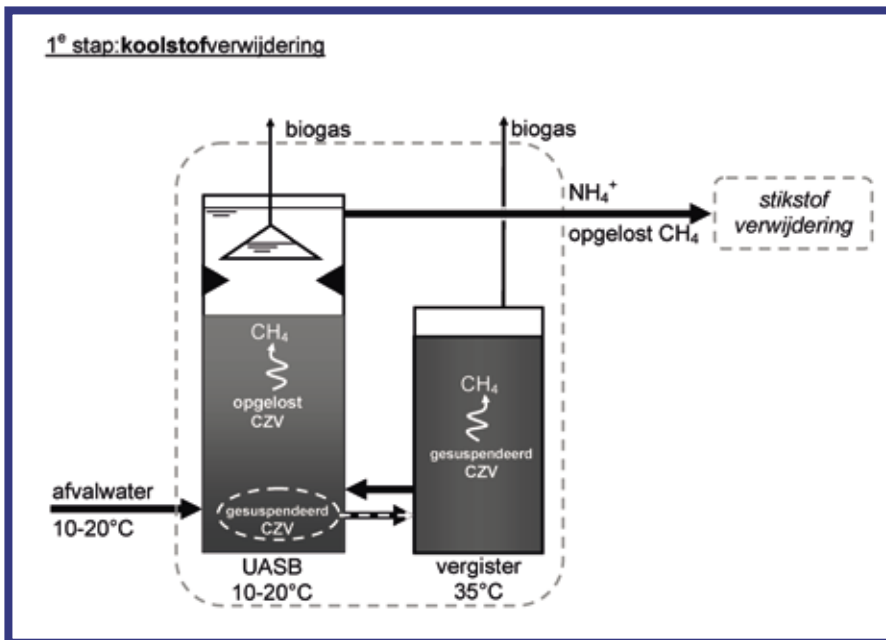 1e stap:koolstofverwijdering
biogas
biogas
NH4+
opgelost CH4
stikstof
verwijdering
CH4
opgelost
CZV
CH4
gesuspendeerd
CZV
afvalwater
10-20°C
gesuspendeerd
CZV
UASB
10-20°C
vergister
35°C